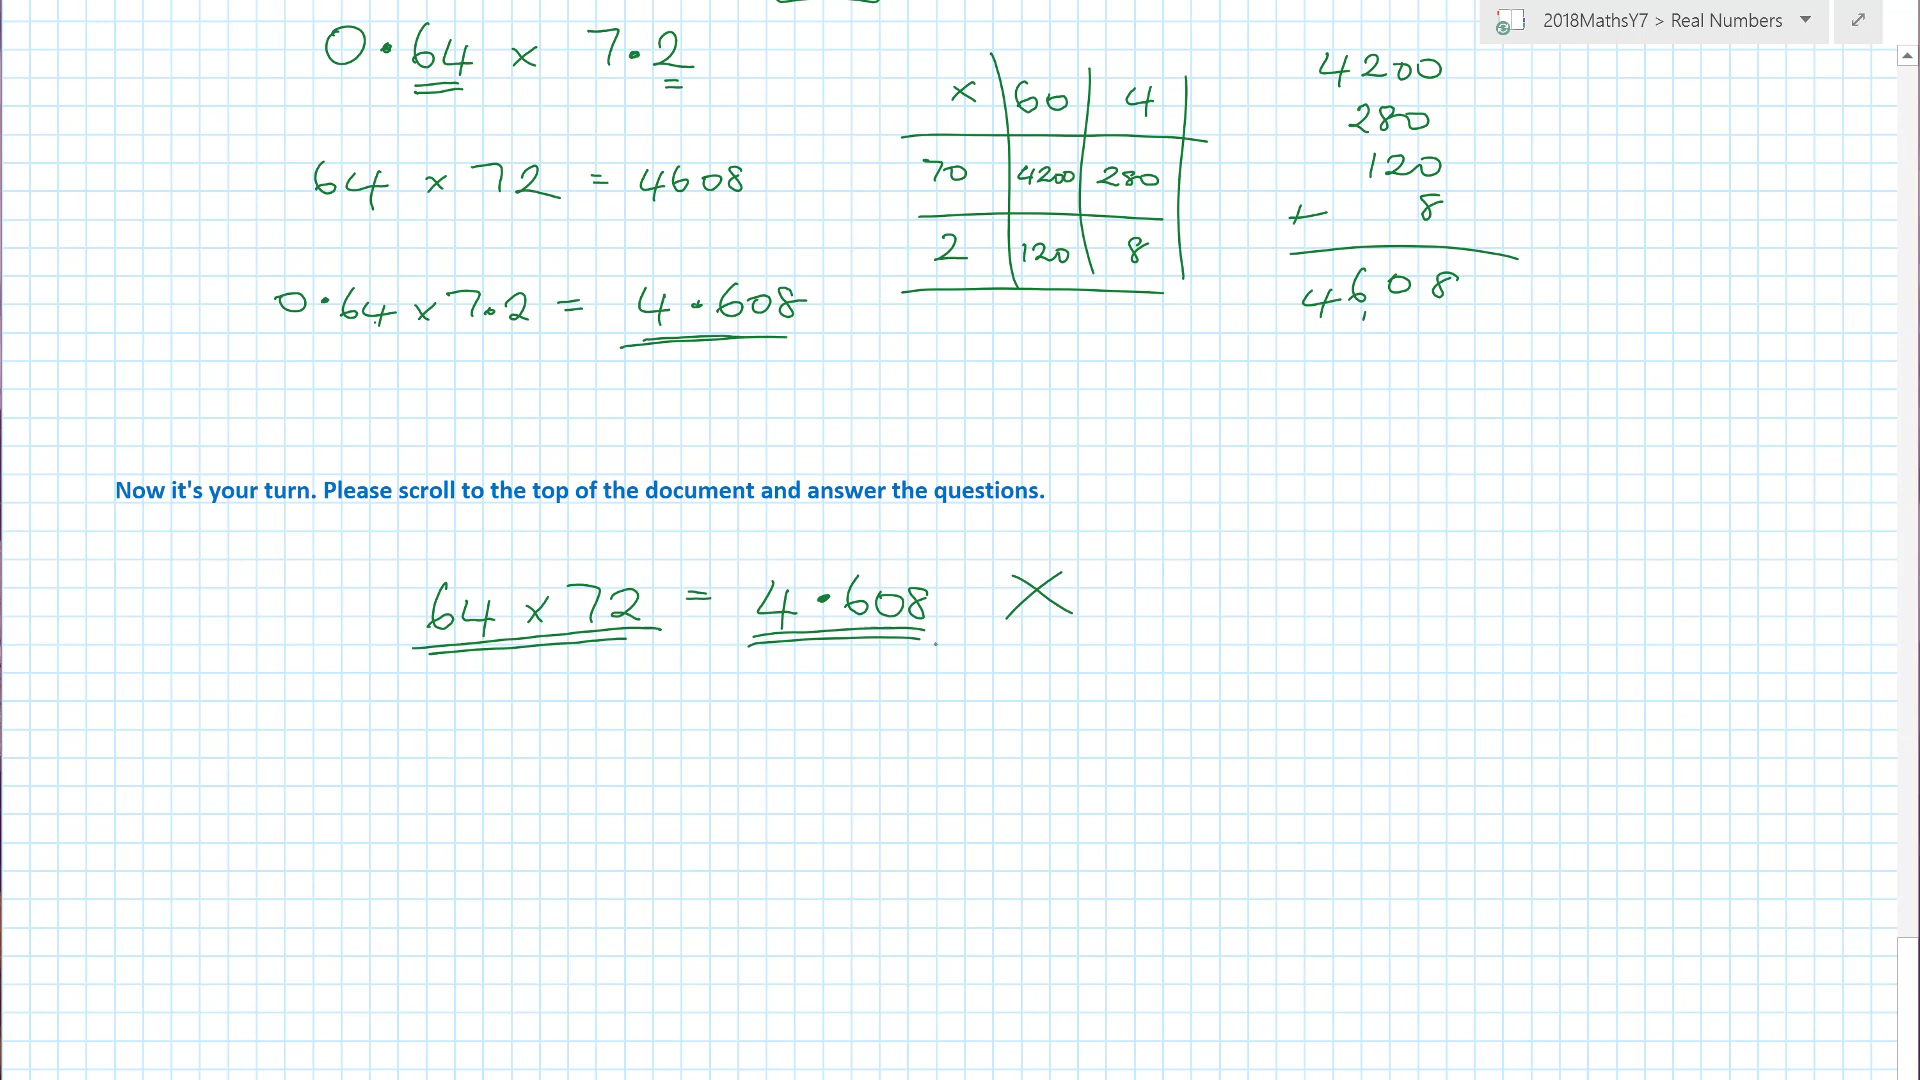 2018MathsY7 > Real Numbers
0.64 × 7.2
64 × 72 = 4608
0.64 × 7.2 = 4.608
× 60 4
70 4200 280
2 120 8
4200
280
120
+ 8
4608
1
Now it's your turn. Please scroll to the top of the document and answer the questions.
64 × 72 = 4.608 X